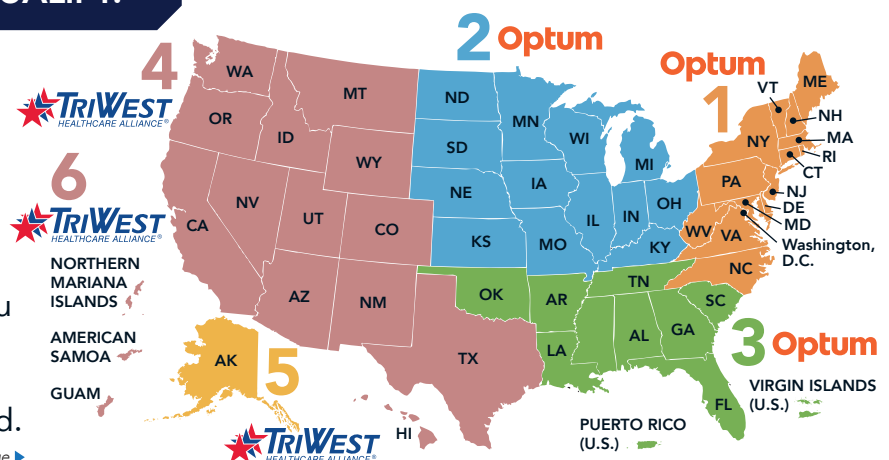 2 Optum
Optum
1
4
TRIWEST
HEALTHCARE ALLIANCE®
6
TRIWEST
HEALTHCARE ALLIANCE®
NORTHERN
MARIANA
ISLANDS
AMERICAN
SAMOA
GUAM
WA
OR
ID
MT
WY
NV
CA
UT
CO
AZ
NM
TX
HI
ND
SD
NE
KS
MN
IA
MO
WI
IL
IN
MI
OH
KY
OK
AR
LA
TN
AL
GA
SC
FL
ME
VT
NH
MA
RI
CT
NY
PA
NJ
DE
MD
Washington,
D.C.
WV
VA
NC
3 Optum
VIRGIN ISLANDS
(U.S.)
PUERTO RICO
(U.S.)
AK
5
TRIWEST
HEALTHCARE ALLIANCE®
u
d.